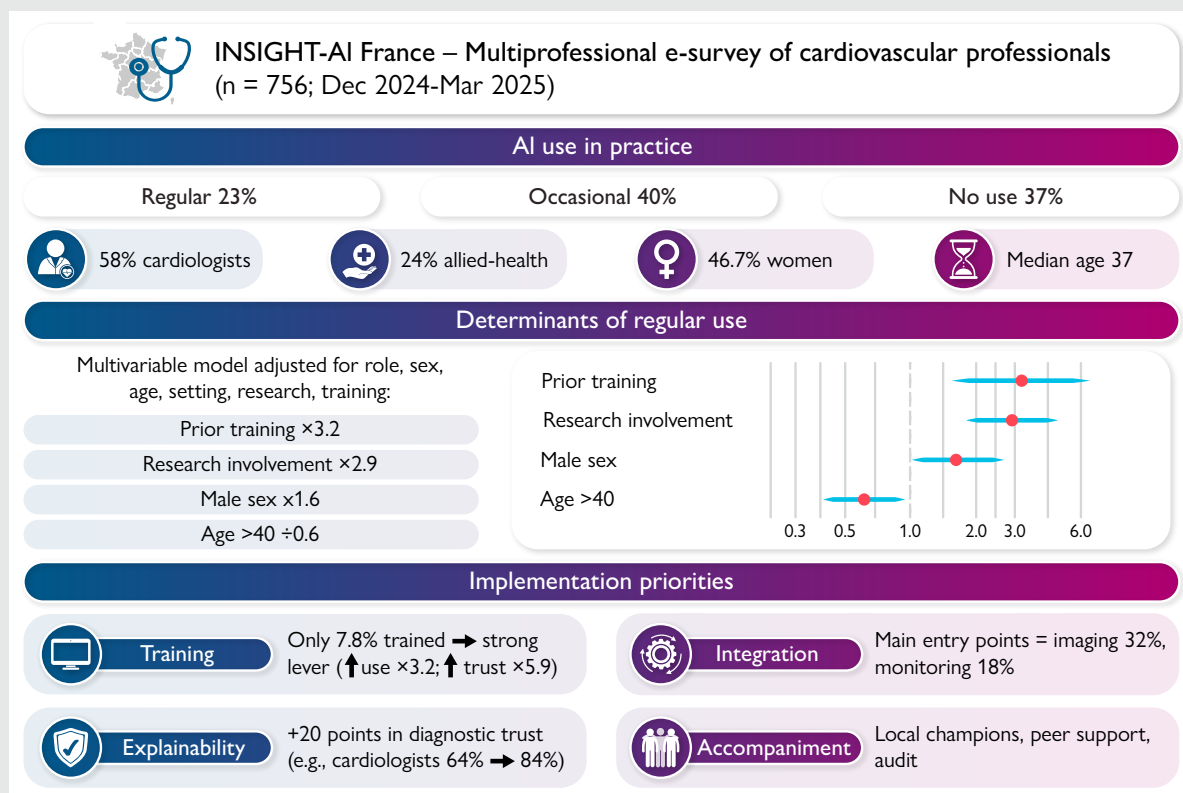 INSIGHT-AI France – Multiprofessional e-survey of cardiovascular professionals
(n = 756; Dec 2024-Mar 2025)
AI use in practice
Regular 23%
Occasional 40%
No use 37%
58% cardiologists
24% allied-health
46.7% women
Median age 37
Determinants of regular use
Multivariable model adjusted for role, sex,
age, setting, research, training:
Prior training ×3.2
Research involvement ×2.9
Male sex x1.6
Age >40 ÷0.6
Prior training
Research involvement
Male sex
Age >40
0.3 0.5 1.0 2.0 3.0 6.0
Implementation priorities
Training
Only 7.8% trained ➡ strong
lever (⬆use ×3.2; ⬆ trust ×5.9)
Integration
Main entry points = imaging 32%,
monitoring 18%
Explainability
+20 points in diagnostic trust
(e.g., cardiologists 64% ➡ 84%)
Accompaniment
Local champions, peer support,
audit